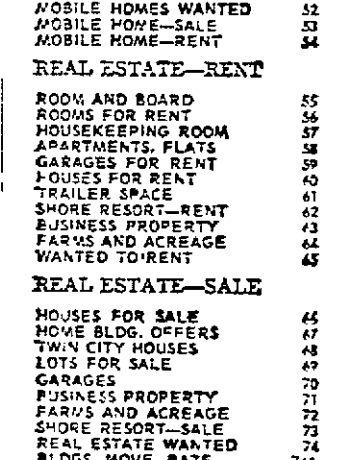 MOBILE HOMES WANTED 52
MOBILE HOME—SALE 53
MOBILE HOME—RENT 54
REAL ESTATE—RENT
ROOM AND BOARD 55
ROOMS FOR RENT 56
HOUSEKEEPING ROOM 57
APARTMENTS, FLATS 58
GARAGES FOR RENT 59
HOUSES FOR RENT 60
TRAILER SPACE 61
SHORE RESORT—RENT 62
BUSINESS PROPERTY 63
FARMS AND ACREAGE 64
WANTED TO RENT 65
REAL ESTATE—SALE
HOUSES FOR SALE 66
HOME BLDG. OFFERS 67
TWIN CITY HOUSES 68
LOTS FOR SALE 69
GARAGES 70
BUSINESS PROPERTY 71
FARMS AND ACREAGE 72
SHORE RESORT—SALE 73
REAL ESTATE WANTED 74
BLDGS. MOVE